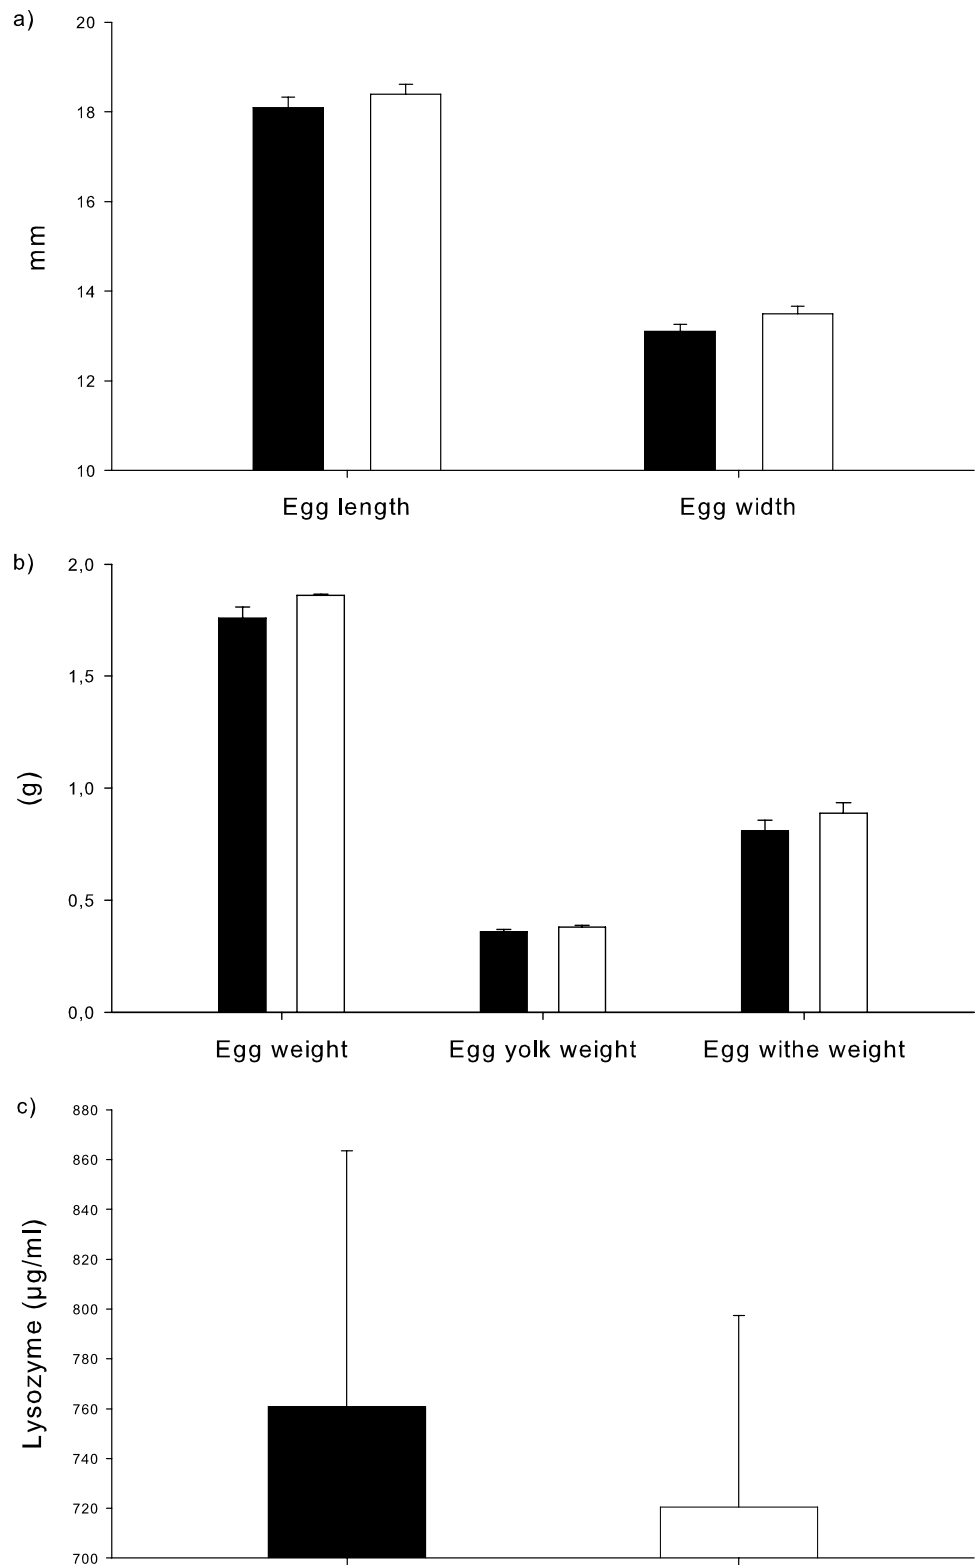 a)
20
18
16
14
12
10
mm
Egg length
Egg width
b)
2,0
1,5
1,0
0,5
0,0
(g)
Egg weight
Egg yolk weight
Egg withe weight
c)
880
860
840
820
800
780
760
740
720
700
Lysozyme (µg/ml)